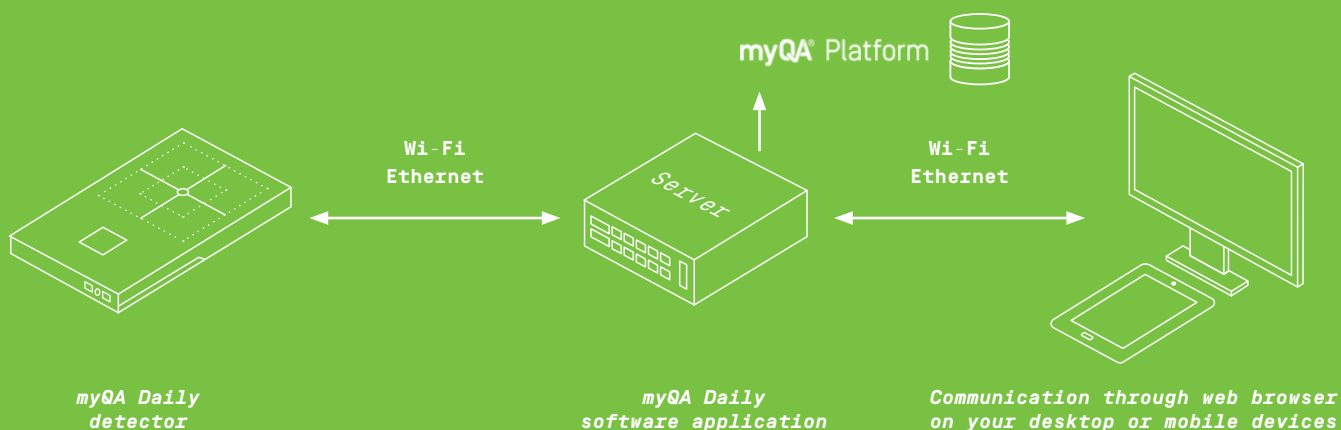 myQA® Platform
Wi-Fi
Ethernet
Server
Wi-Fi
Ethernet
myQA Daily
detector
myQA Daily
software application
Communication through web browser
on your desktop or mobile devices